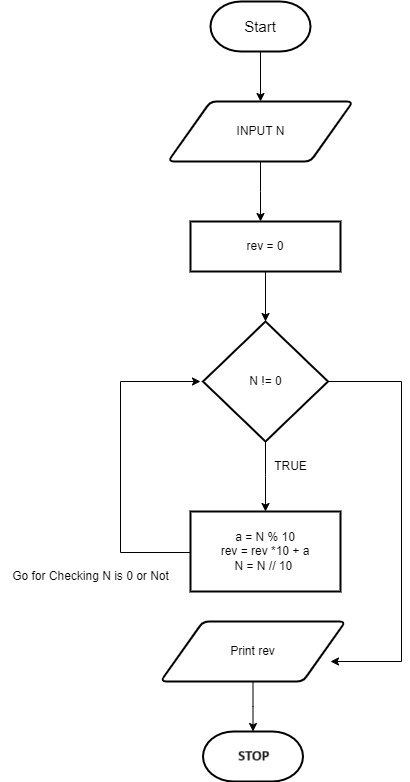 Start
INPUT N
rev = 0
N != 0
TRUE
a = N % 10
rev = rev *10 + a
N = N // 10
Go for Checking N is 0 or Not
Print rev
STOP